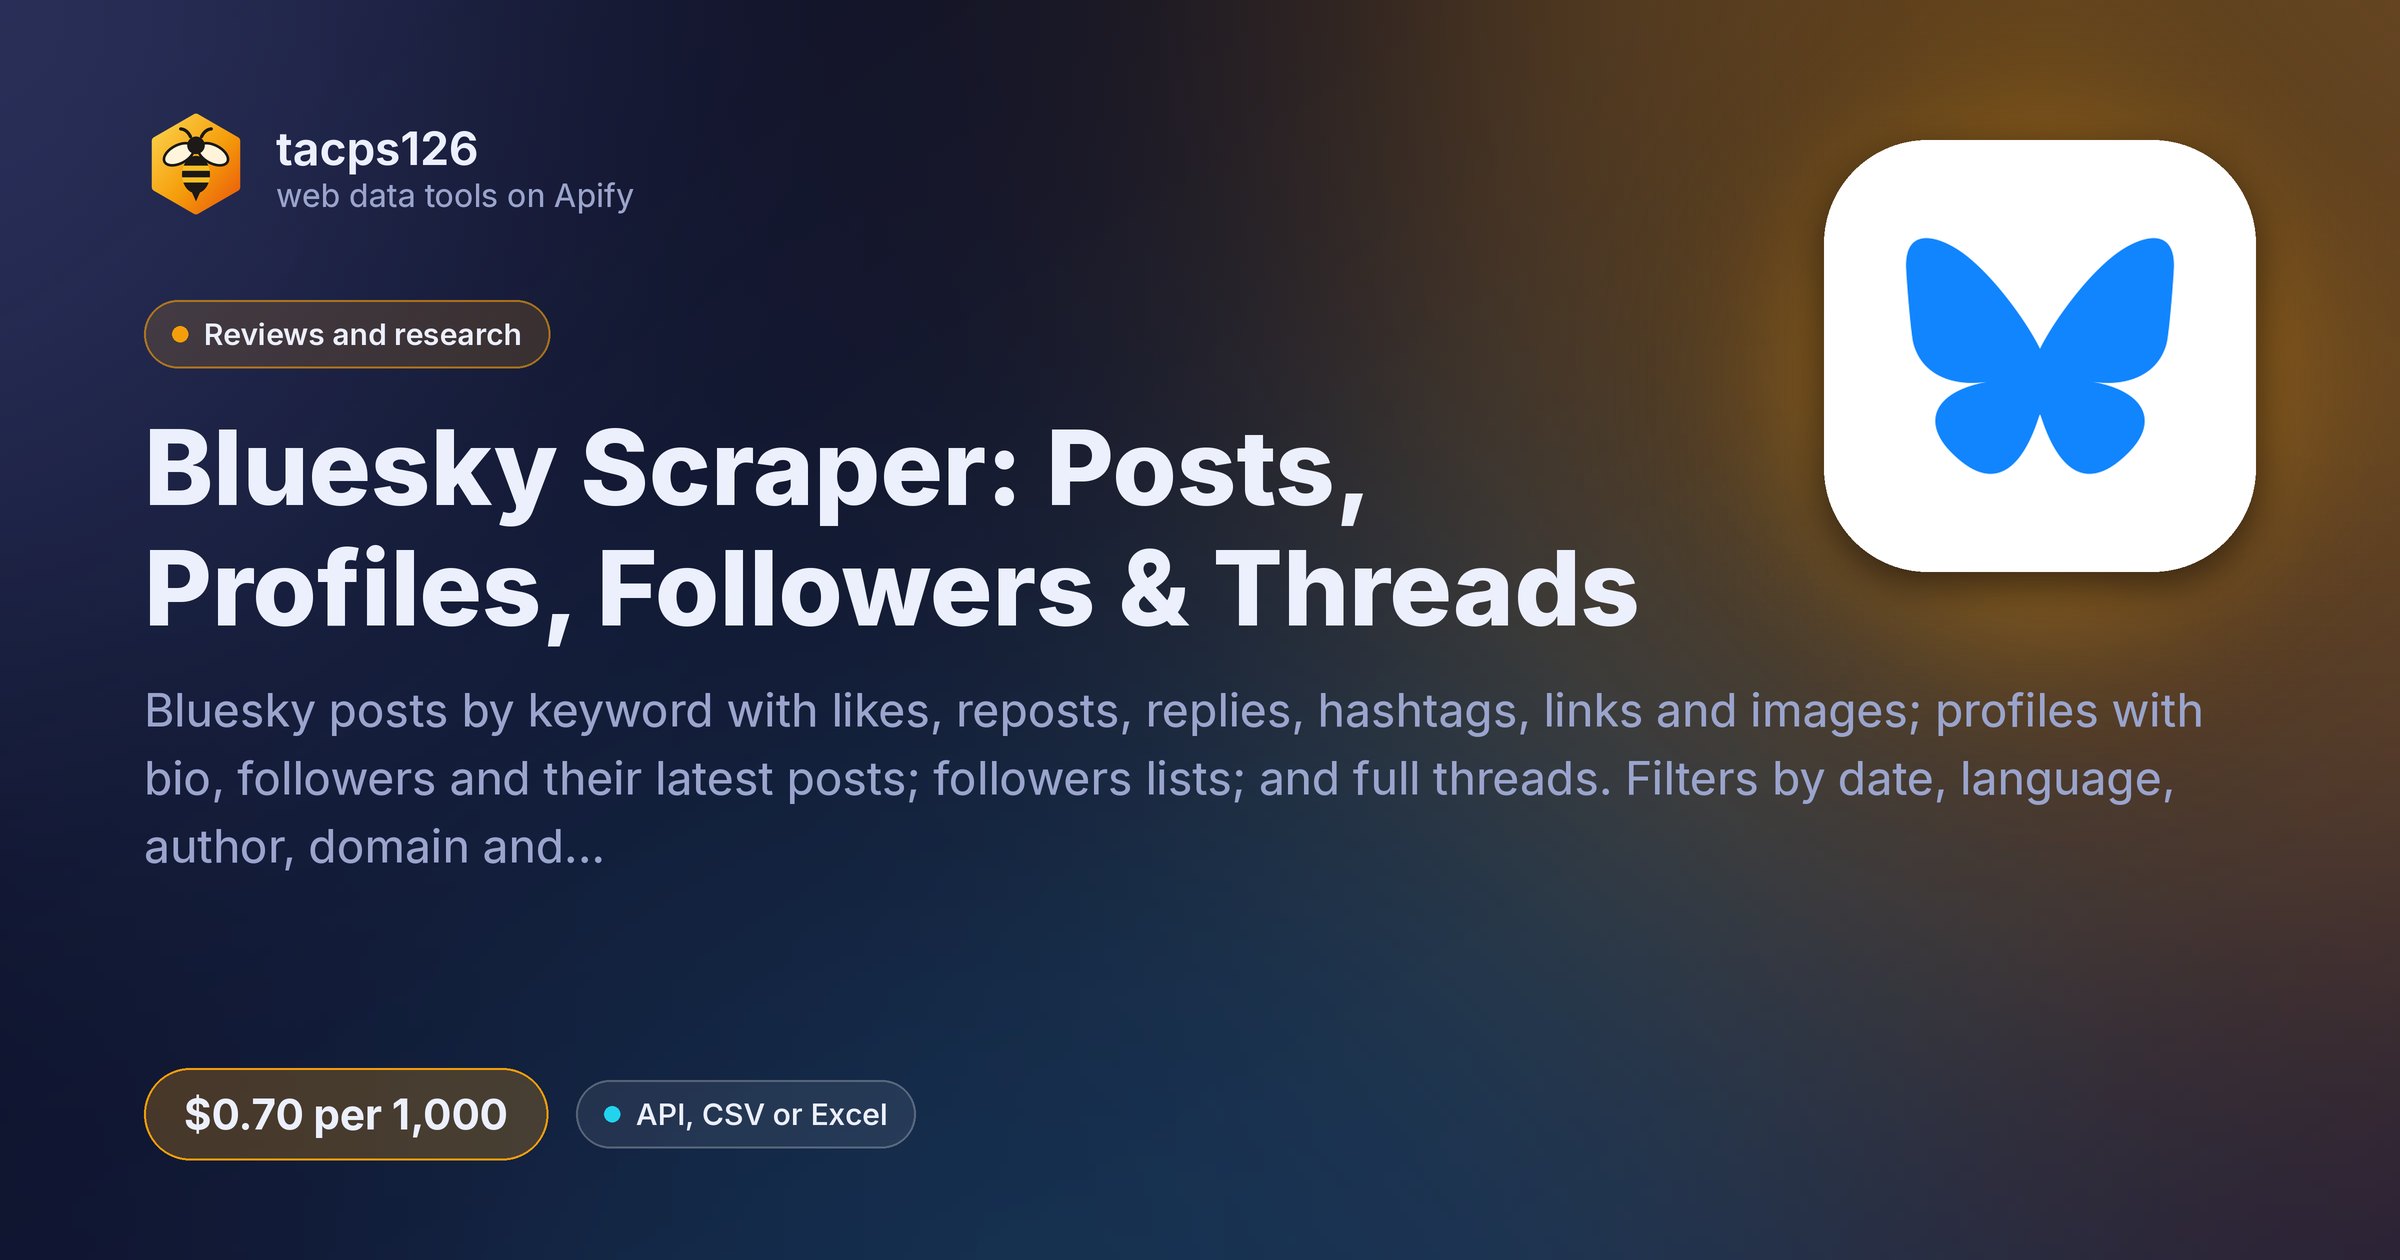 tacps126
web data tools on Apify
Reviews and research
Bluesky Scraper: Posts,
Profiles, Followers & Threads
Bluesky posts by keyword with likes, reposts, replies, hashtags, links and images; profiles with
bio, followers and their latest posts; followers lists; and full threads. Filters by date, language,
author, domain and...
$0.70 per 1,000
API, CSV or Excel